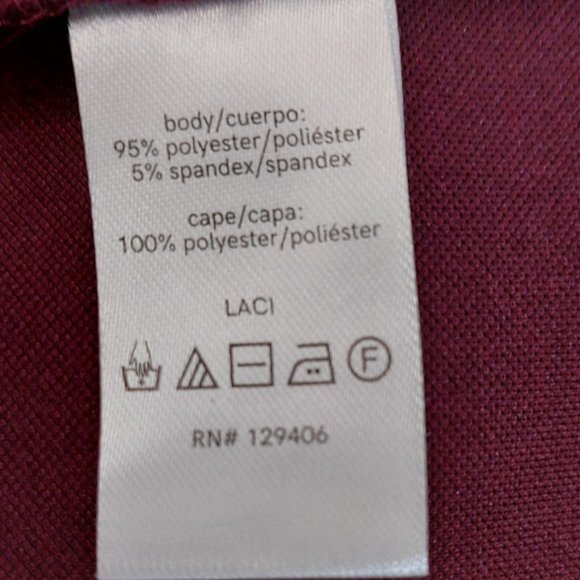 body/cuerpo:
95% polyester/poliéster
5% spandex/spandex
cape/capa:
100% polyester/poliéster
LACI
F
RN# 129406